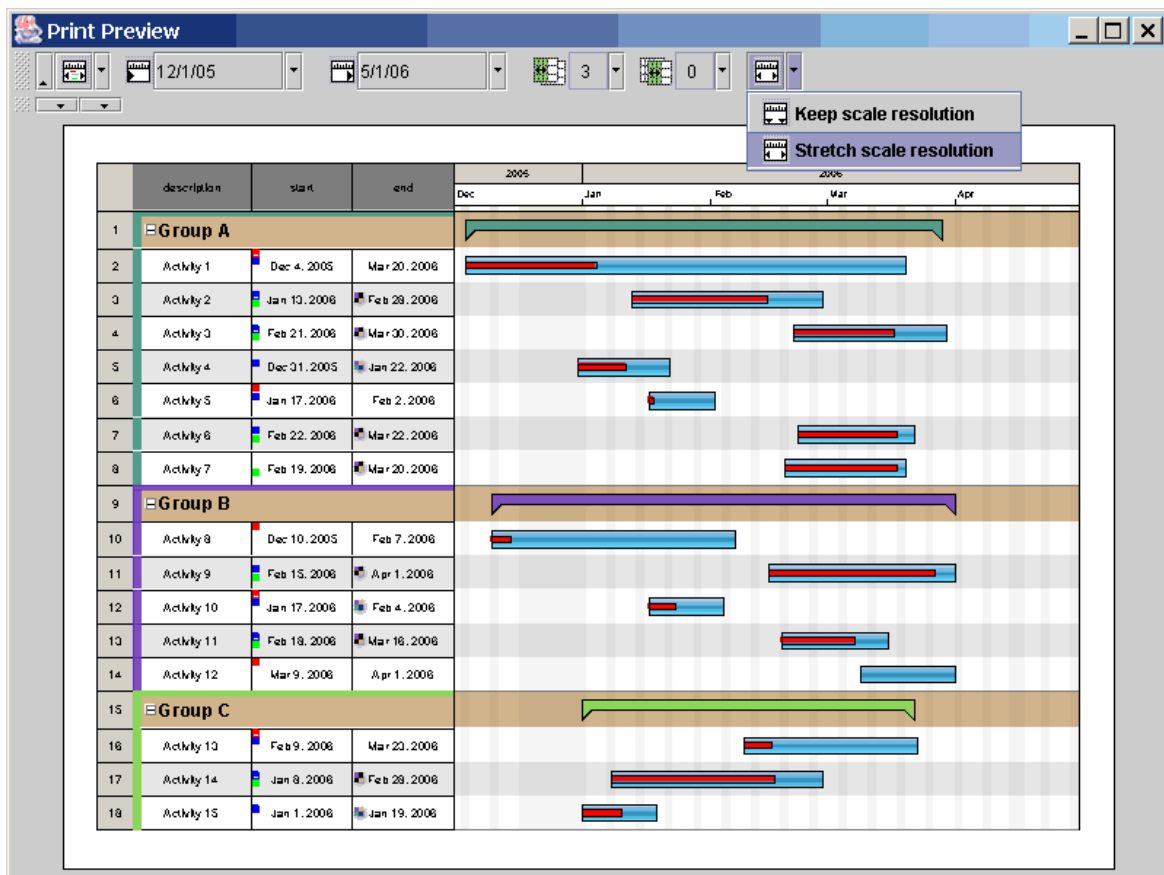 Print Preview
12/1/05 5/1/06 3 0
Keep scale resolution
Stretch scale resolution
description start end
2005 2006
Dec Jan Feb Mar Apr
1 Group A
2 Activity 1 Dec 4, 2005 Mar 20, 2006
3 Activity 2 Jan 13, 2006 Feb 28, 2006
4 Activity 3 Feb 21, 2006 Mar 30, 2006
5 Activity 4 Dec 31, 2005 Jan 22, 2006
6 Activity 5 Jan 17, 2006 Feb 2, 2006
7 Activity 6 Feb 22, 2006 Mar 22, 2006
8 Activity 7 Feb 19, 2006 Mar 20, 2006
9 Group B
10 Activity 8 Dec 10, 2005 Feb 7, 2006
11 Activity 9 Feb 15, 2006 Apr 1, 2006
12 Activity 10 Jan 17, 2006 Feb 4, 2006
13 Activity 11 Feb 18, 2006 Mar 16, 2006
14 Activity 12 Mar 9, 2006 Apr 1, 2006
15 Group C
16 Activity 13 Feb 9, 2006 Mar 23, 2006
17 Activity 14 Jan 8, 2006 Feb 28, 2006
18 Activity 15 Jan 1, 2006 Jan 19, 2006